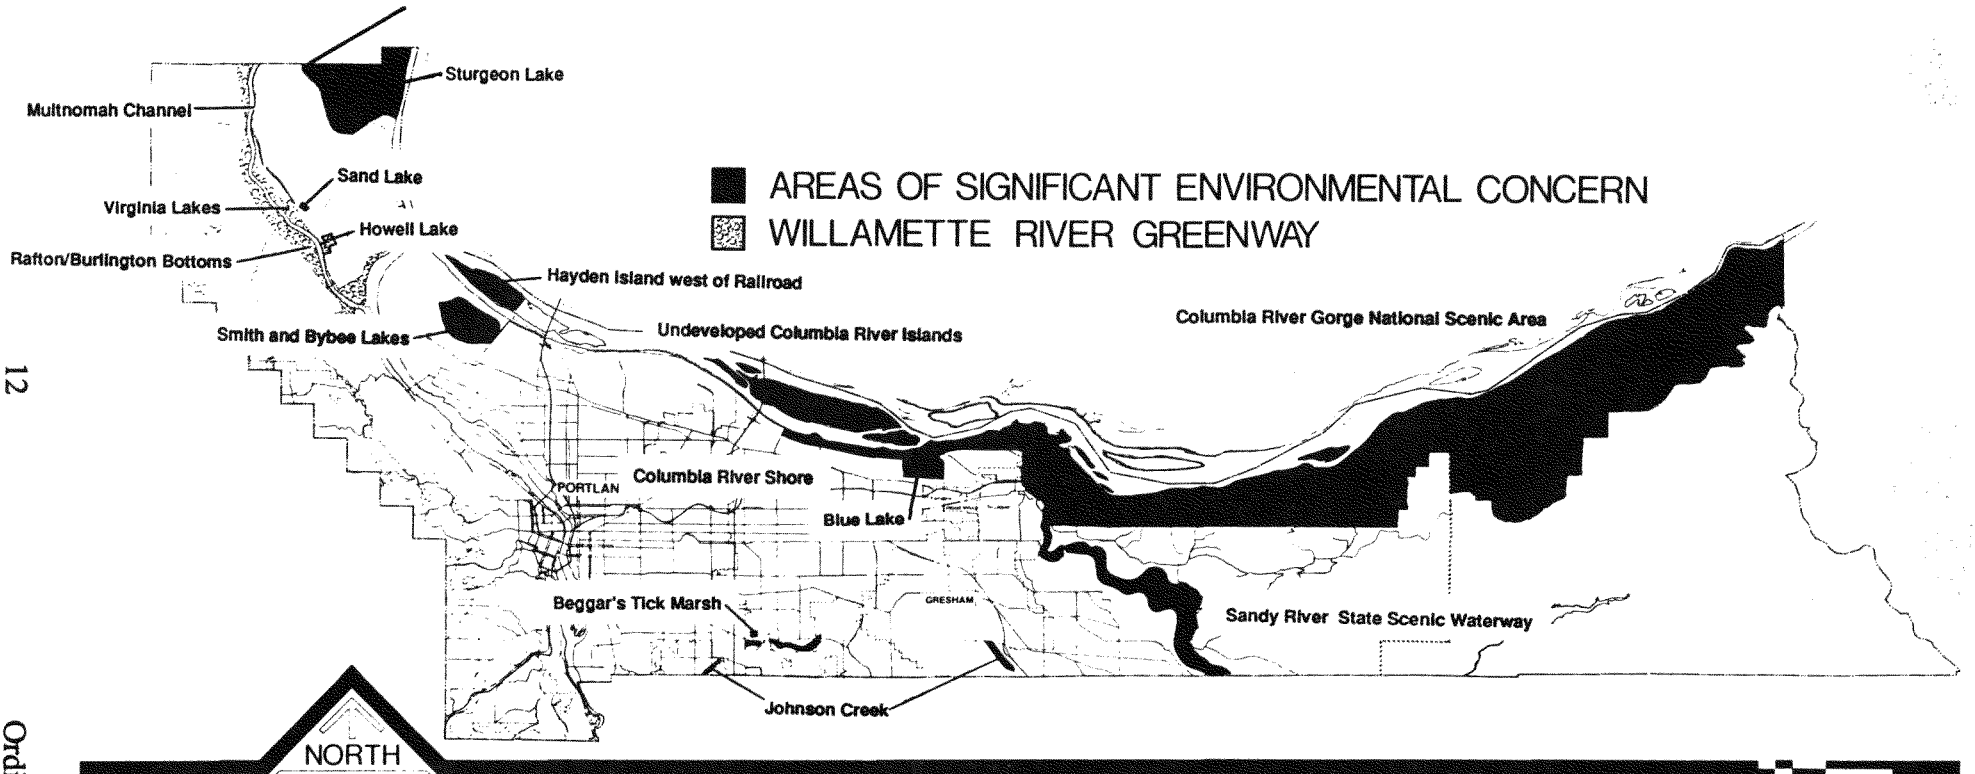 Sturgeon Lake
Multnomah Channel
Sand Lake
AREAS OF SIGNIFICANT ENVIRONMENTAL CONCERN
Virginia Lakes
Howell Lake
WILLAMETTE RIVER GREENWAY
Rafton/Burlington Bottoms
Hayden Island west of Railroad
Columbia River Gorge National Scenic Area
Smith and Bybee Lakes
Undeveloped Columbia River Islands
12
Columbia River Shore
PORTLAN
Blue Lake
Beggar's Tick Marsh
GRESHAM
Sandy River State Scenic Waterway
Johnson Creek
NORTH
Ordi